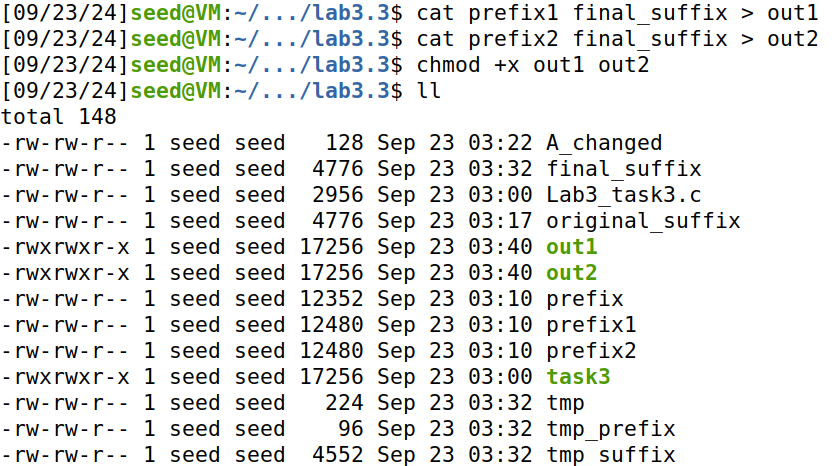 [09/23/24]seed@VM:~/.../lab3.3$ cat prefix1 final_suffix > out1
[09/23/24]seed@VM:~/.../lab3.3$ cat prefix2 final_suffix > out2
[09/23/24]seed@VM:~/.../lab3.3$ chmod +x out1 out2
[09/23/24]seed@VM:~/.../lab3.3$ ll
total 148
-rw-rw-r-- 1 seed seed   128 Sep 23 03:22 A_changed
-rw-rw-r-- 1 seed seed  4776 Sep 23 03:32 final_suffix
-rw-rw-r-- 1 seed seed  2956 Sep 23 03:00 Lab3_task3.c
-rw-rw-r-- 1 seed seed  4776 Sep 23 03:17 original_suffix
-rwxrwxr-x 1 seed seed 17256 Sep 23 03:40 out1
-rwxrwxr-x 1 seed seed 17256 Sep 23 03:40 out2
-rw-rw-r-- 1 seed seed 12352 Sep 23 03:10 prefix
-rw-rw-r-- 1 seed seed 12480 Sep 23 03:10 prefix1
-rw-rw-r-- 1 seed seed 12480 Sep 23 03:10 prefix2
-rwxrwxr-x 1 seed seed 17256 Sep 23 03:00 task3
-rw-rw-r-- 1 seed seed   224 Sep 23 03:32 tmp
-rw-rw-r-- 1 seed seed    96 Sep 23 03:32 tmp_prefix
-rw-rw-r-- 1 seed seed  4552 Sep 23 03:32 tmp_suffix